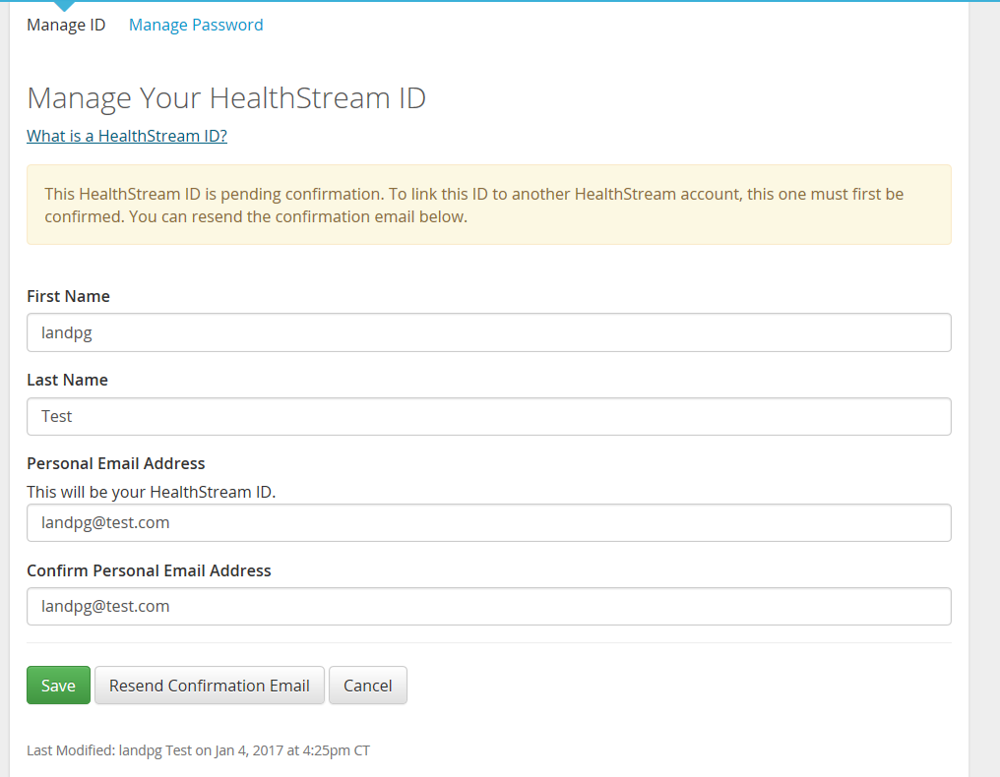 Manage ID Manage Password
Manage Your HealthStream ID
What is a HealthStream ID?
This HealthStream ID is pending confirmation. To link this ID to another HealthStream account, this one must first be
confirmed. You can resend the confirmation email below.
First Name
landpg
Last Name
Test
Personal Email Address
This will be your HealthStream ID.
landpg@test.com
Confirm Personal Email Address
landpg@test.com
Save Resend Confirmation Email Cancel
Last Modified: landpg Test on Jan 4, 2017 at 4:25pm CT